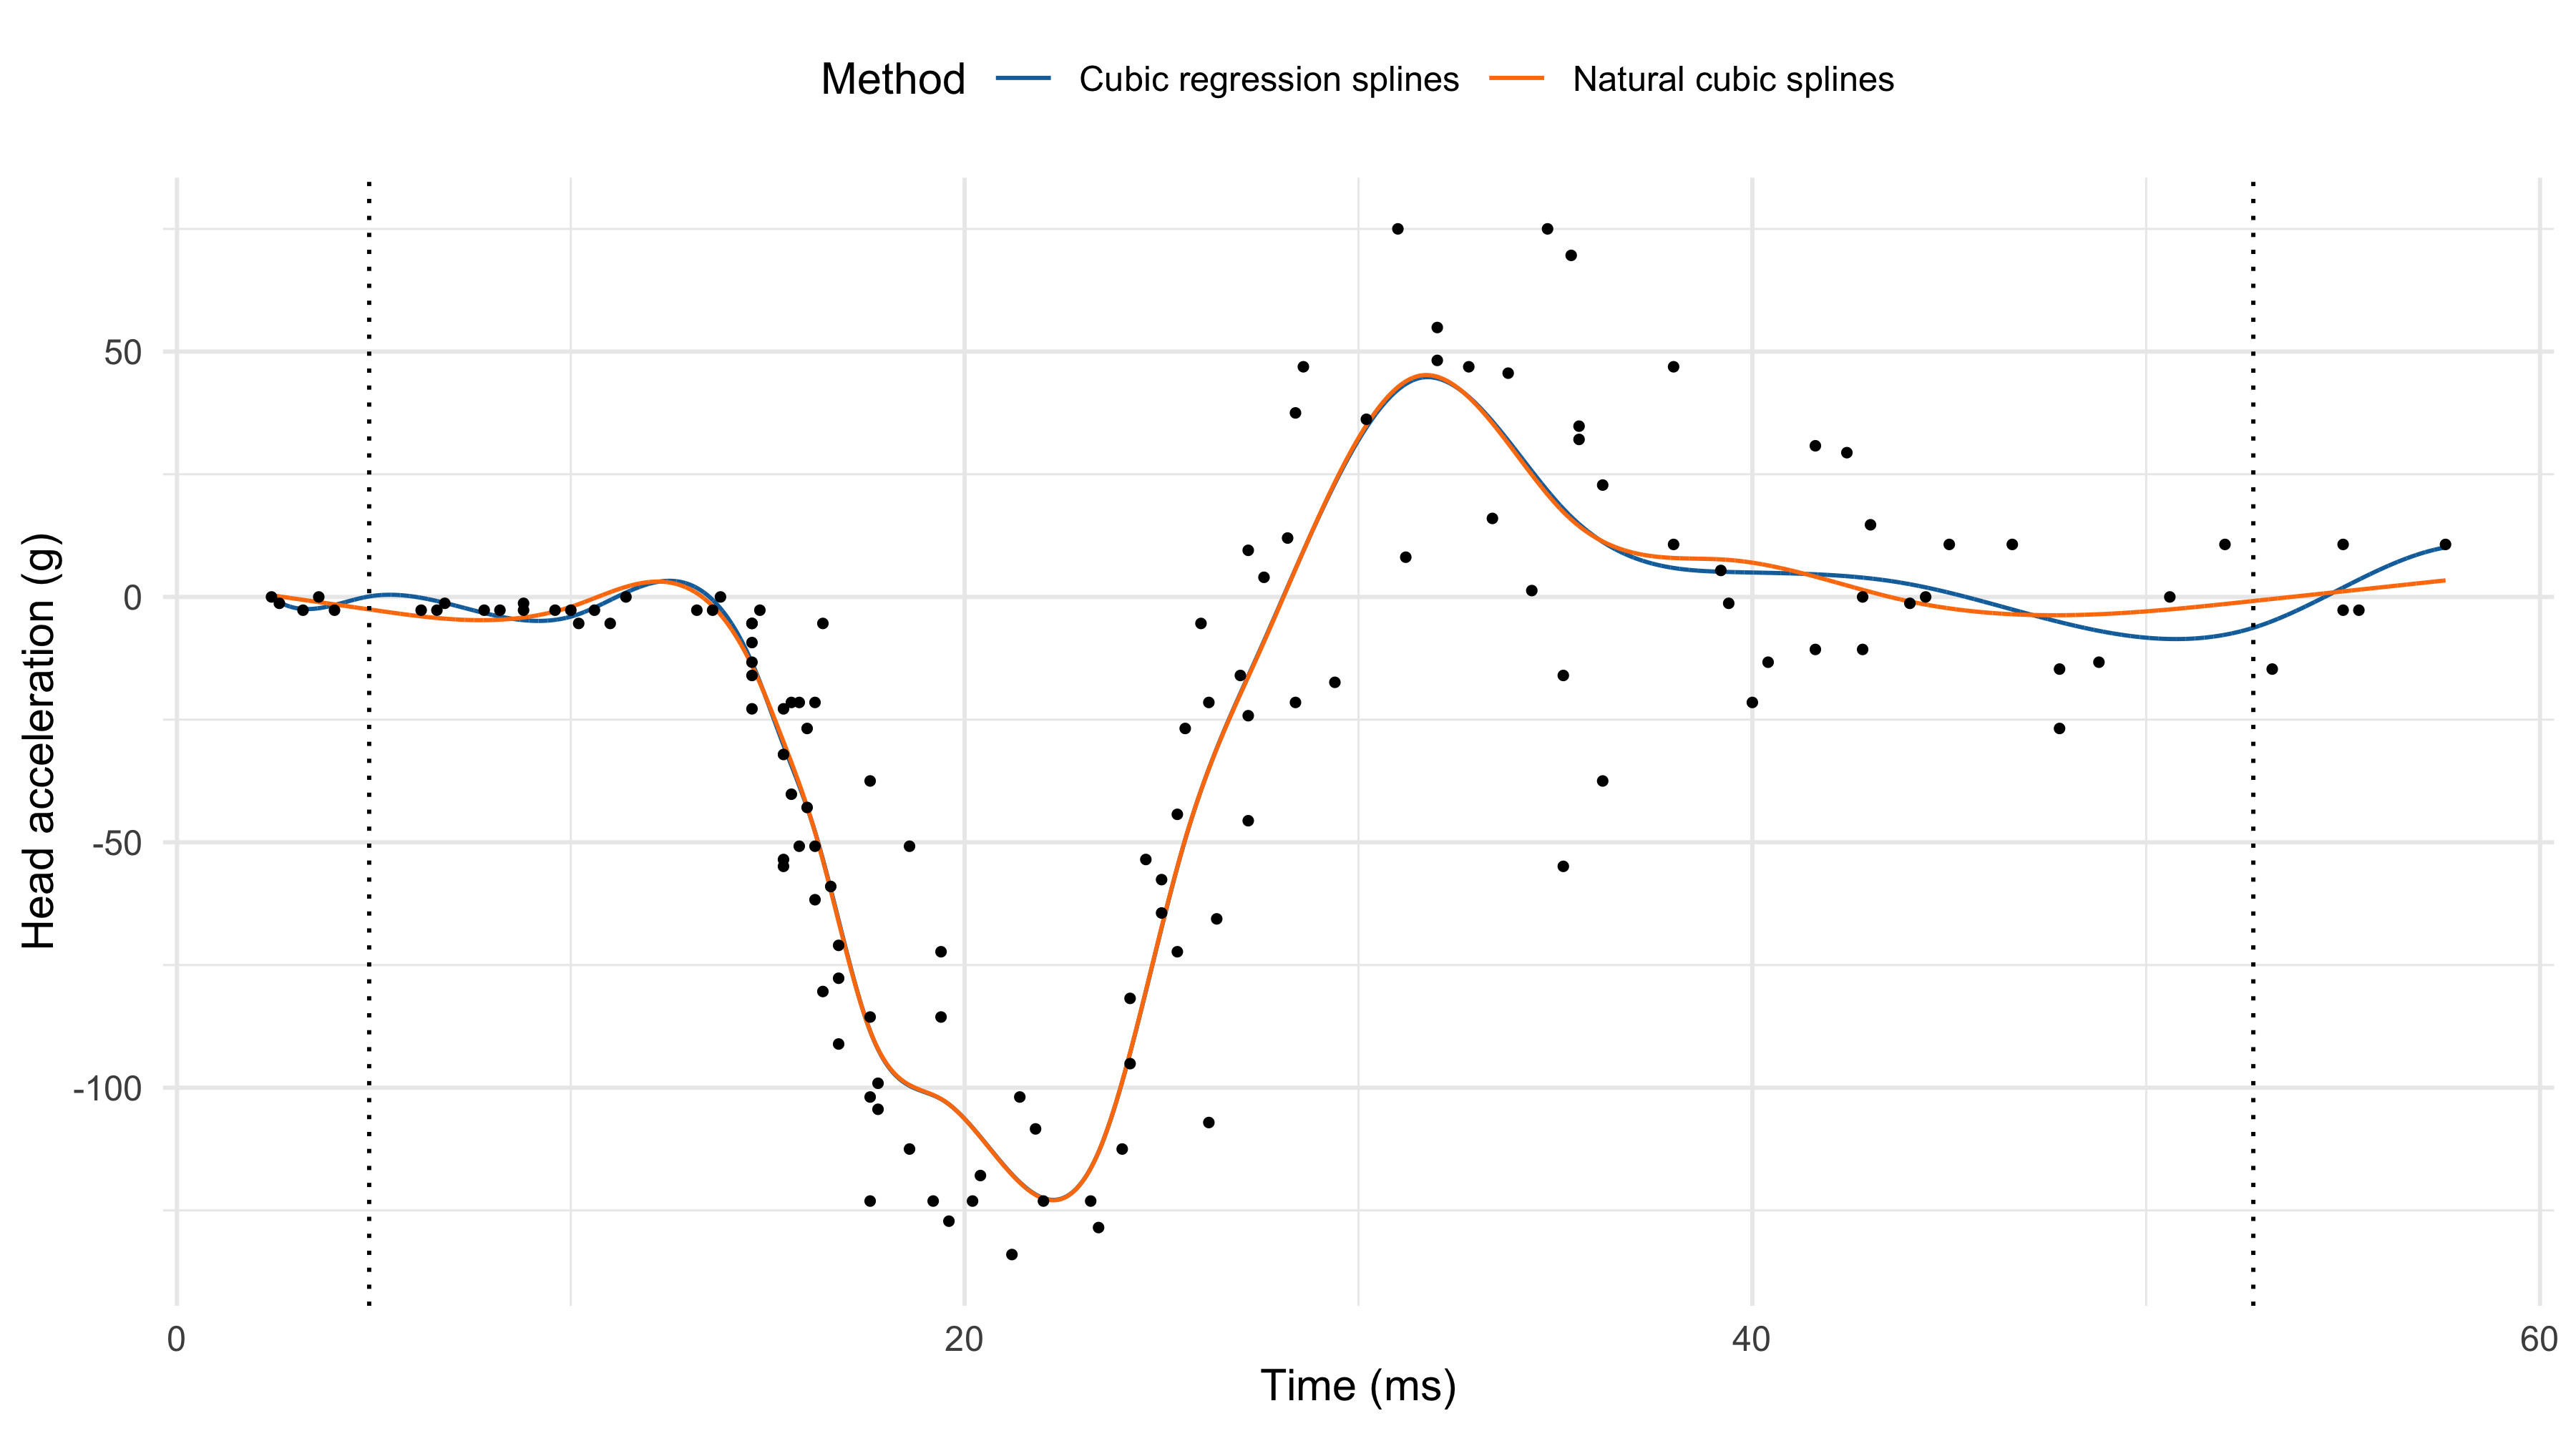 Method Cubic regression splines Natural cubic splines
50
0
-50
-100
Head acceleration (g)
0 20 40 60
Time (ms)